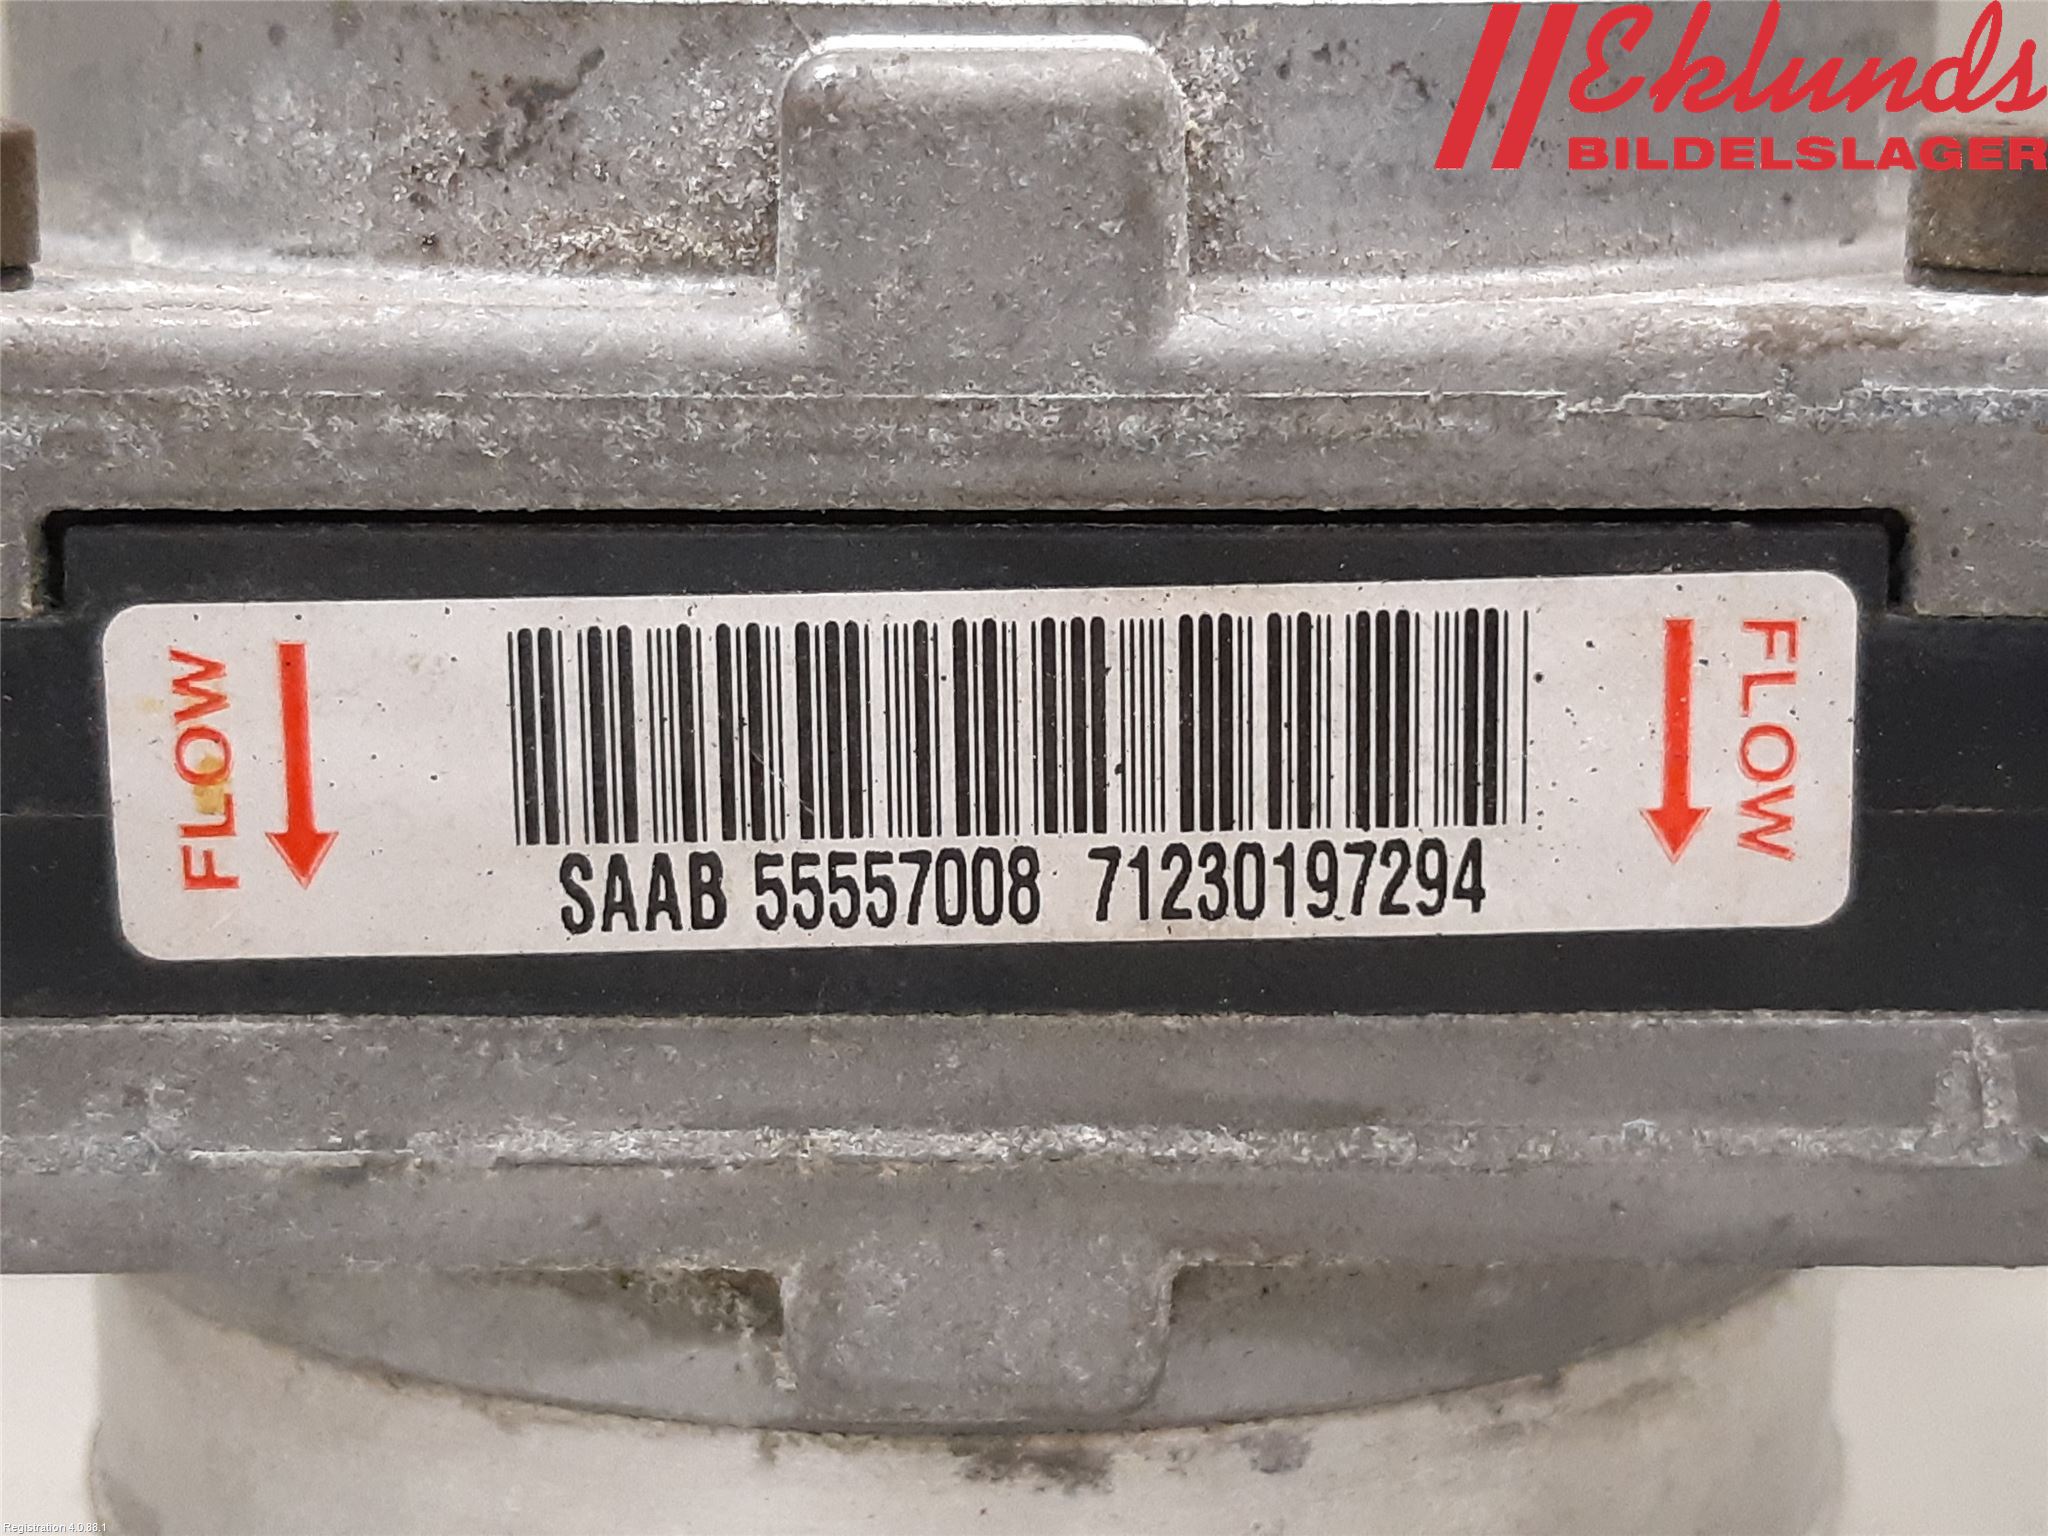 Eklunds
BILDELSLAGER
FLOW
FLOW
SAAB 55557008 71230197294
Registration 4.0.88.1